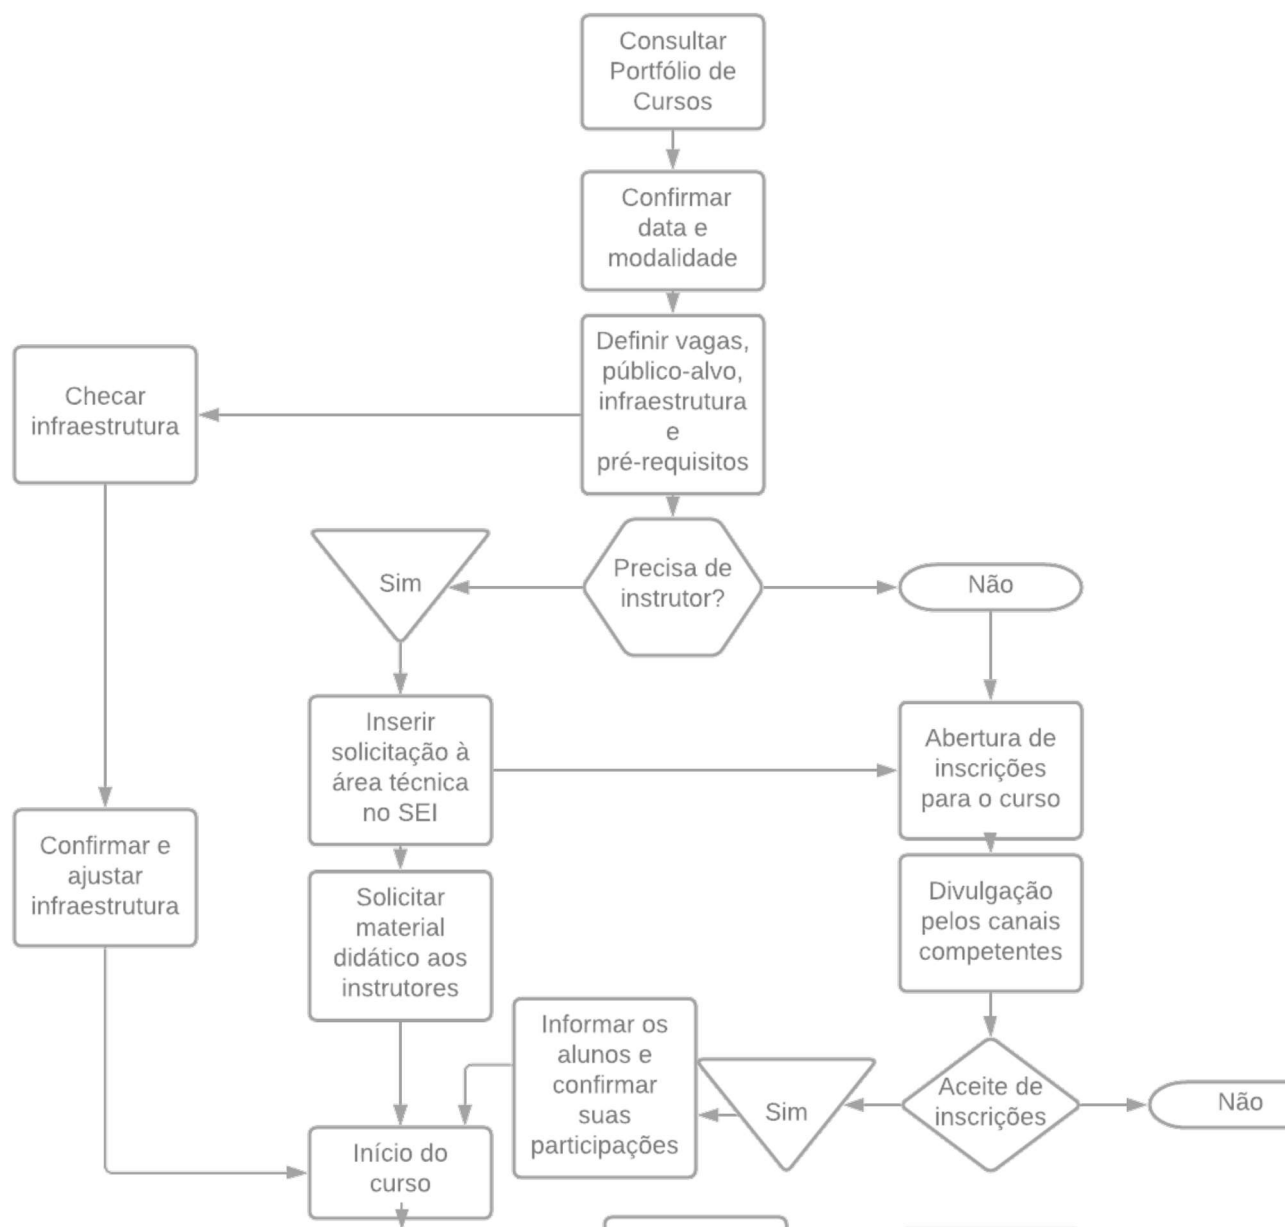 Consultar
Portfólio de
Cursos
Confirmar
data e
modalidade
Definir vagas,
público-alvo,
infraestrutura
e
pré-requisitos
Checar
infraestrutura
Precisa de
instrutor?
Sim
Não
Inserir
solicitação à
área técnica
no SEI
Abertura de
inscrições
para o curso
Confirmar e
ajustar
infraestrutura
Solicitar
material
didático aos
instrutores
Divulgação
pelos canais
competentes
Informar os
alunos e
confirmar
suas
participações
Sim
Aceite de
inscrições
Não
Início do
curso